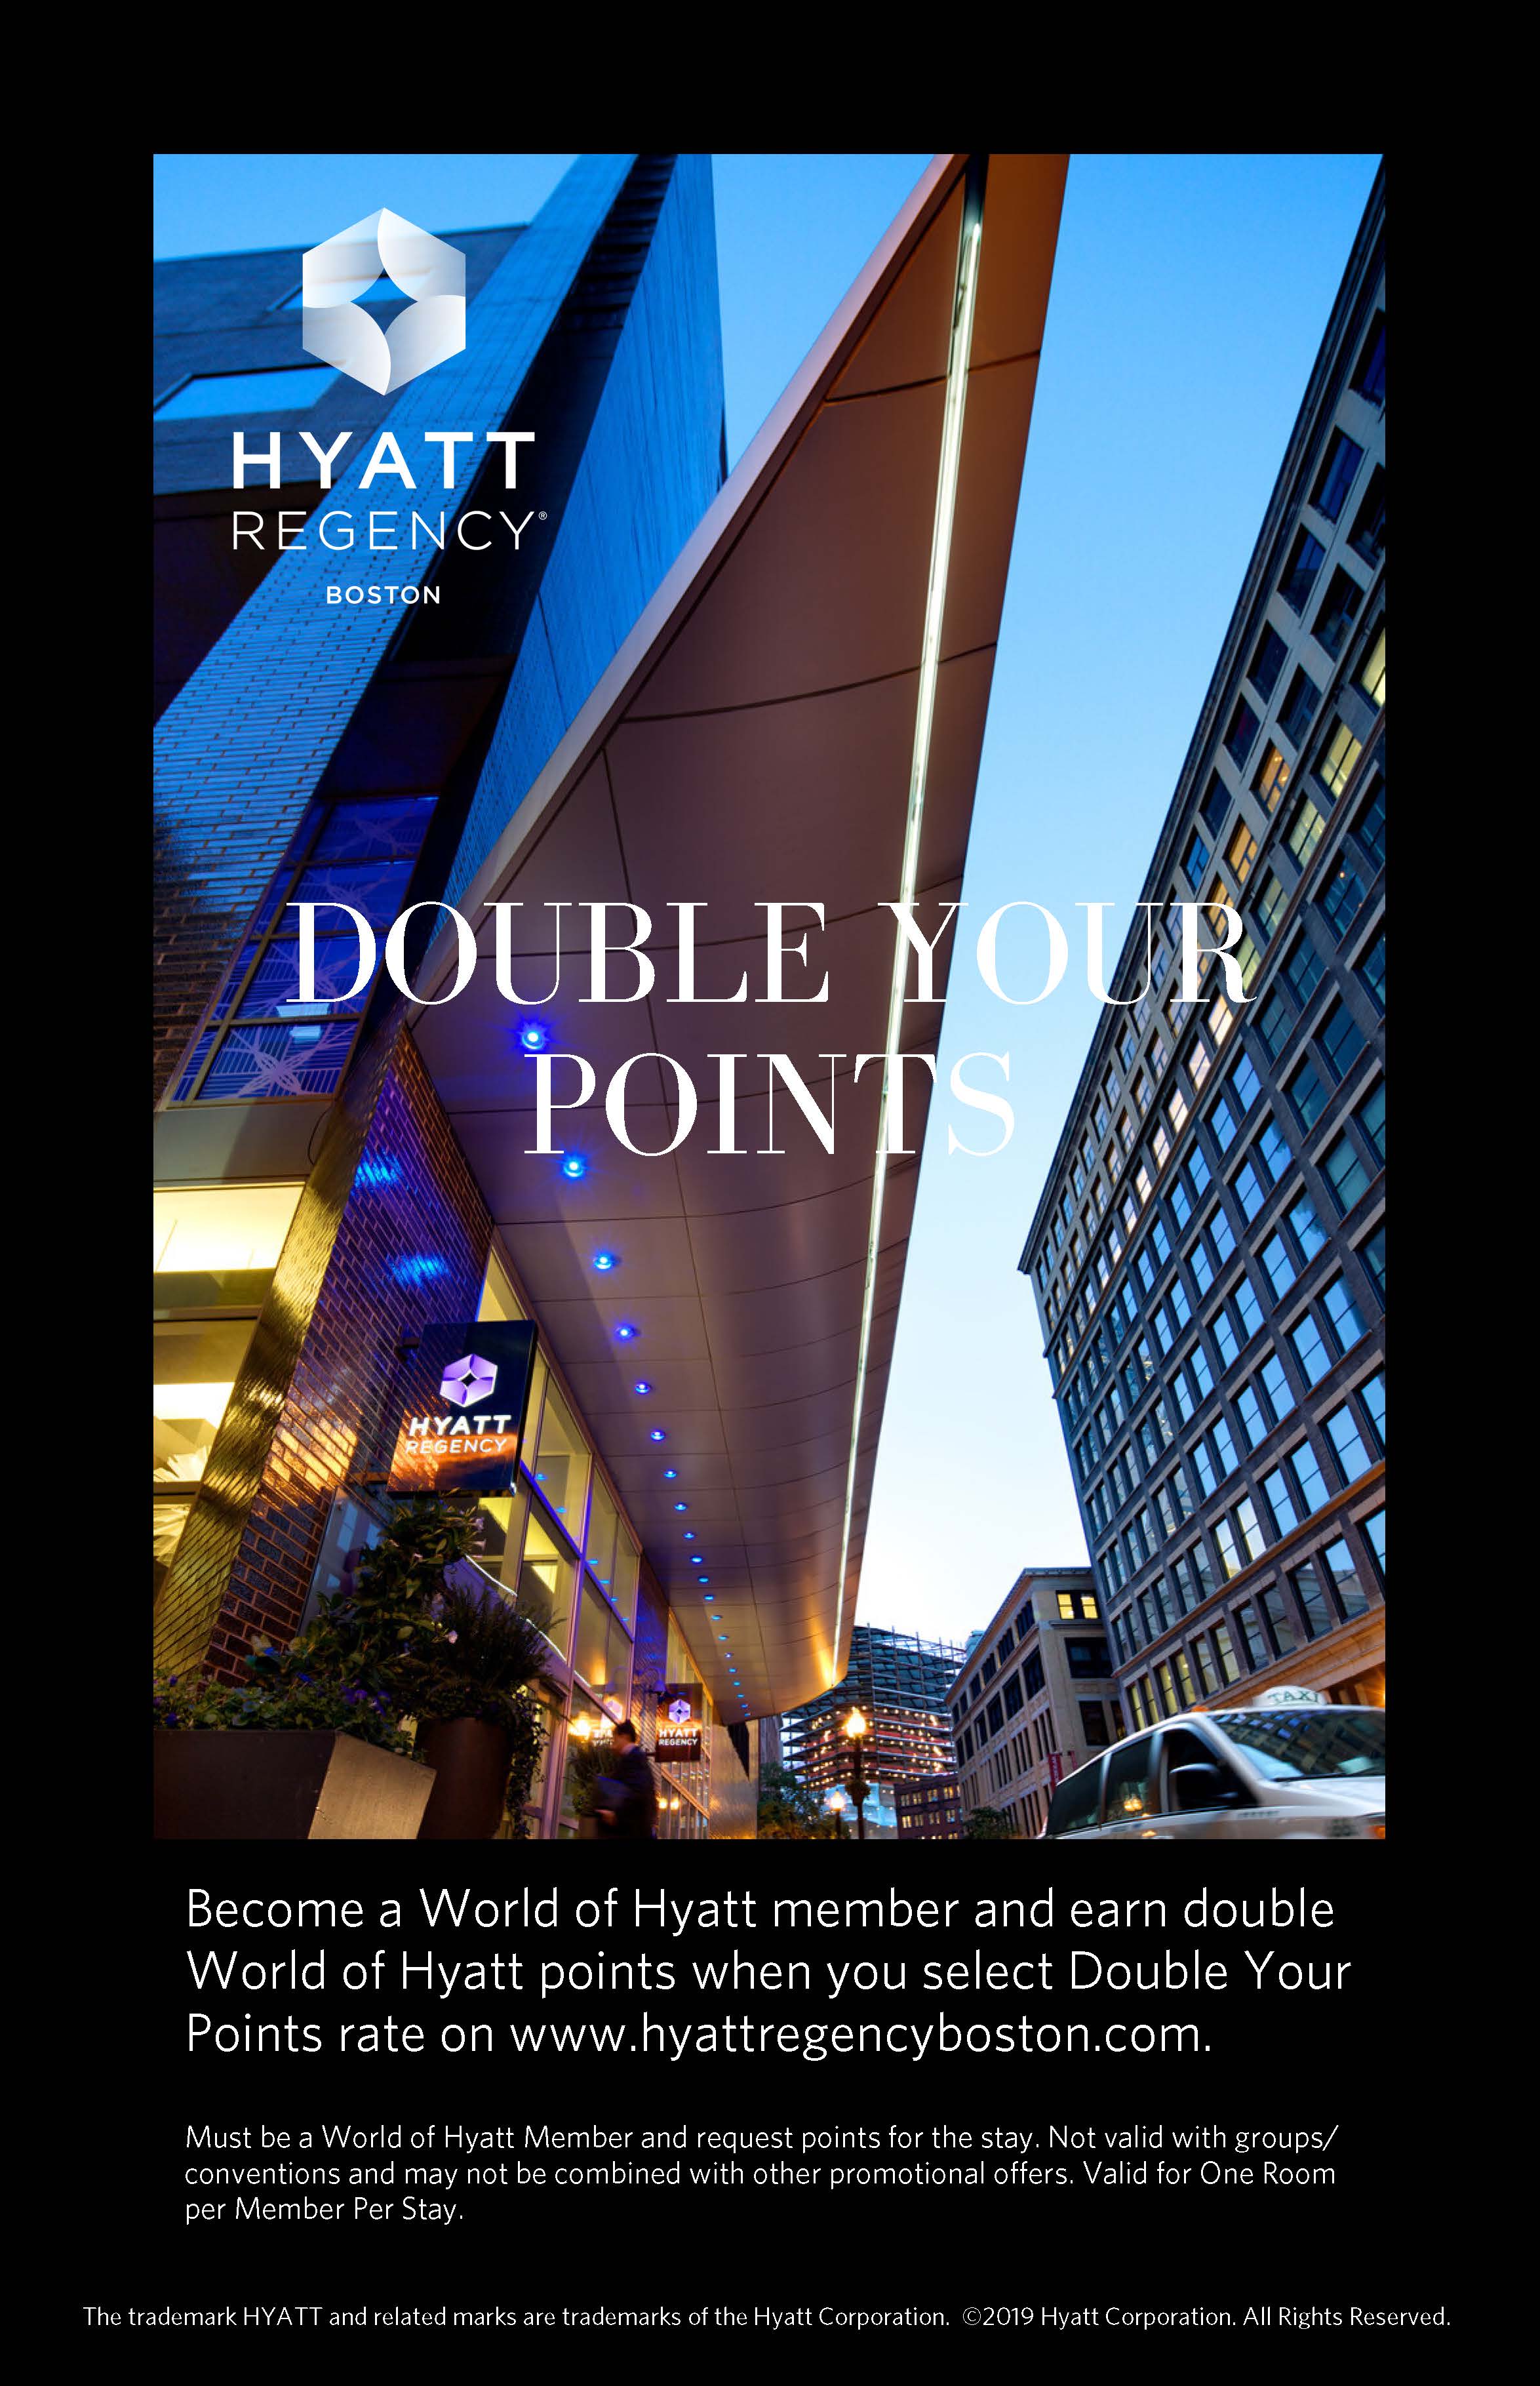 HYATT
REGENCY®
BOSTON
DOUBLE YOUR
POINTS
HYATT
REGENCY
HYATT
REGENCY
TAXI
Become a World of Hyatt member and earn double
World of Hyatt points when you select Double Your
Points rate on www.hyattregencyboston.com.
Must be a World of Hyatt Member and request points for the stay. Not valid with groups/
conventions and may not be combined with other promotional offers. Valid for One Room
per Member Per Stay.
The trademark HYATT and related marks are trademarks of the Hyatt Corporation. ©2019 Hyatt Corporation. All Rights Reserved.